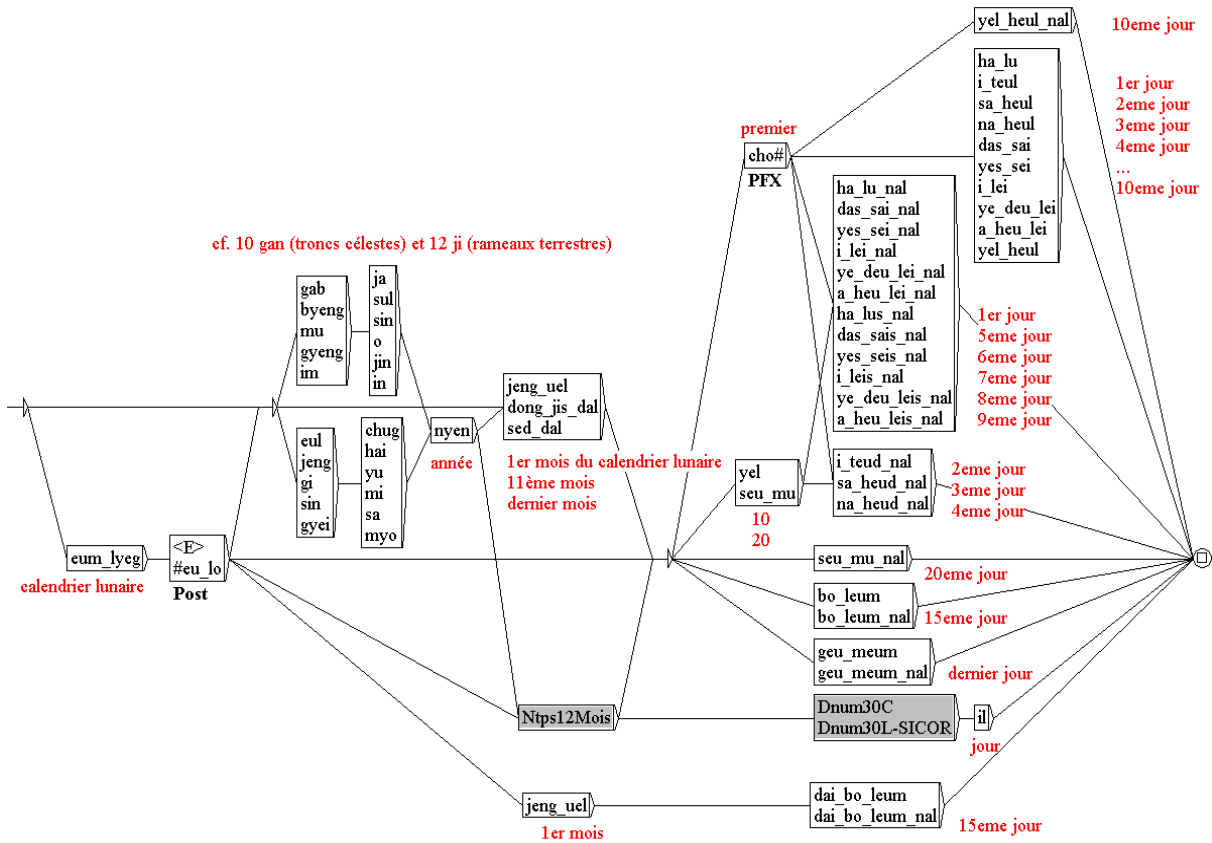 yel_heul_nal
10eme jour
ha_lu
i_teul
sa_heul
na_heul
das_sai
yes_sei
i_lei
ye_deu_lei
a_heu_lei
yel_heul
1er jour
2eme jour
3eme jour
4eme jour
...
10eme jour
premier
cho#
PFX
ha_lu_nal
das_sai_nal
yes_sei_nal
i_lei_nal
ye_deu_lei_nal
a_heu_lei_nal
ha_lus_nal
das_sais_nal
yes_seis_nal
i_leis_nal
ye_deu_leis_nal
a_heu_leis_nal
1er jour
5eme jour
6eme jour
7eme jour
8eme jour
9eme jour
cf. 10 gan (troncs célestes) et 12 ji (rameaux terrestres)
gab
byeng
mu
gyeng
im
ja
sul
sin
o
jin
in
eul
jeng
gi
sin
gyei
chug
hai
yu
mi
sa
myo
nyen
année
jeng_uel
dong_jis_dal
sed_dal
1er mois du calendrier lunaire
11ème mois
dernier mois
yel
seu_mu
10
20
i_teud_nal
sa_heud_nal
na_heud_nal
2eme jour
3eme jour
4eme jour
eum_lyeg
calendrier lunaire
<E>
#eu_lo
Post
seu_mu_nal
20eme jour
bo_leum
bo_leum_nal
15eme jour
geu_meum
geu_meum_nal
dernier jour
Ntps12Mois
Dnum30C
Dnum30L-SICOR
il
jour
jeng_uel
1er mois
dai_bo_leum
dai_bo_leum_nal
15eme jour